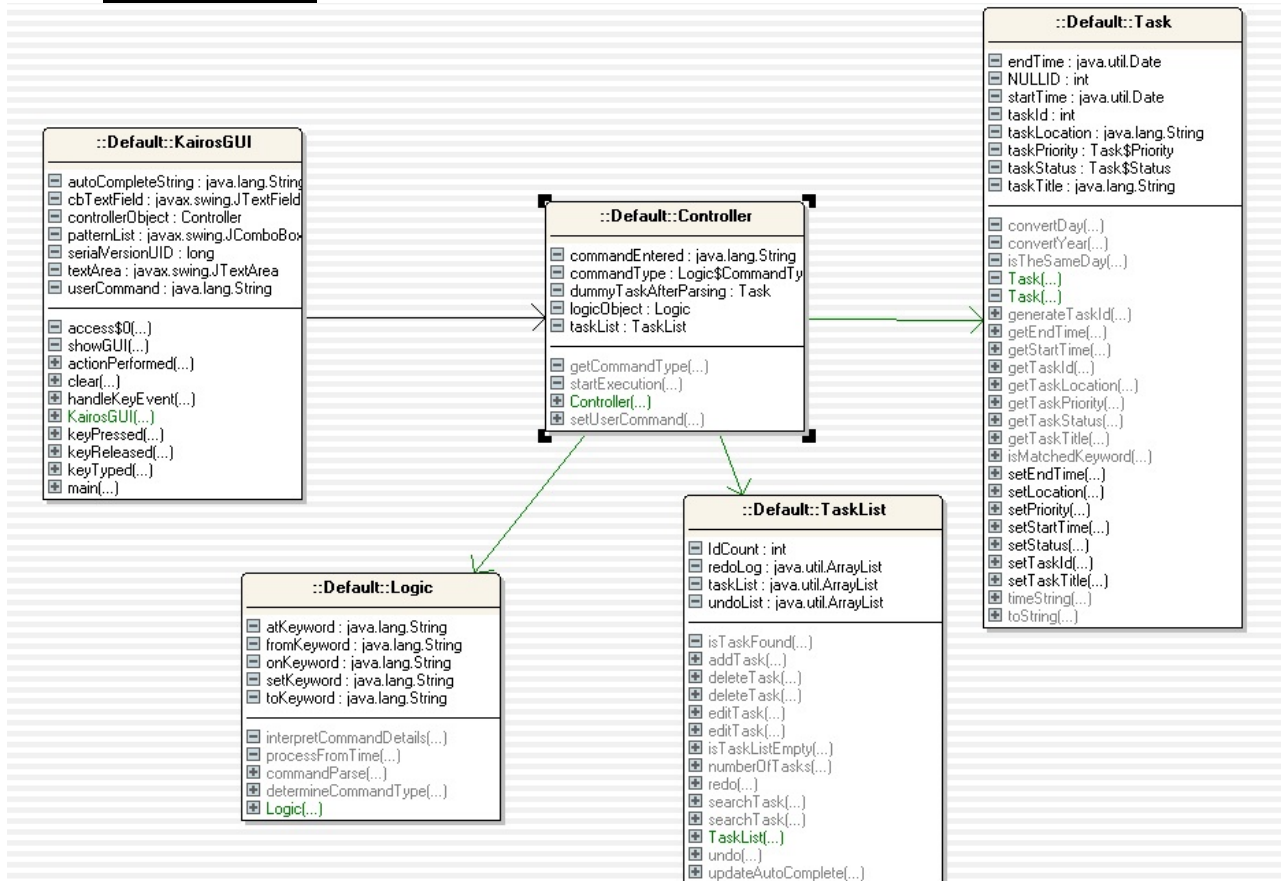 ::Default::KairosGUI
autoCompleteString : java.lang.String
cbTextField : javax.swing.JTextField
controllerObject : Controller
patternList : javax.swing.JComboBox
serialVersionUID : long
textArea : javax.swing.JTextArea
userCommand : java.lang.String
access$0(...)
showGUI(...)
actionPerformed(...)
clear(...)
handleKeyEvent(...)
KairosGUI(...)
keyPressed(...)
keyReleased(...)
keyTyped(...)
main(...)
::Default::Controller
commandEntered : java.lang.String
commandType : Logic$CommandTy
dummyTaskAfterParsing : Task
logicObject : Logic
taskList : TaskList
getCommandType(...)
startExecution(...)
Controller(...)
setUserCommand(...)
::Default::Task
endTime : java.util.Date
NULLID : int
startTime : java.util.Date
taskId : int
taskLocation : java.lang.String
taskPriority : Task$Priority
taskStatus : Task$Status
taskTitle : java.lang.String
convertDay(...)
convertYear(...)
isTheSameDay(...)
Task(...)
Task(...)
generateTaskId(...)
getEndTime(...)
getStartTime(...)
getTaskId(...)
getTaskLocation(...)
getTaskPriority(...)
getTaskStatus(...)
getTaskTitle(...)
isMatchedKeyword(...)
setEndTime(...)
setLocation(...)
setPriority(...)
setStartTime(...)
setStatus(...)
setTaskId(...)
setTaskTitle(...)
timeString(...)
toString(...)
::Default::Logic
atKeyword : java.lang.String
fromKeyword : java.lang.String
onKeyword : java.lang.String
setKeyword : java.lang.String
toKeyword : java.lang.String
interpretCommandDetails(...)
processFromTime(...)
commandParse(...)
determineCommandType(...)
Logic(...)
::Default::TaskList
IdCount : int
redoLog : java.util.ArrayList
taskList : java.util.ArrayList
undoList : java.util.ArrayList
isTaskFound(...)
addTask(...)
deleteTask(...)
deleteTask(...)
editTask(...)
editTask(...)
isTaskListEmpty(...)
numberOfTasks(...)
redo(...)
searchTask(...)
searchTask(...)
TaskList(...)
undo(...)
updateAutoComplete(...)